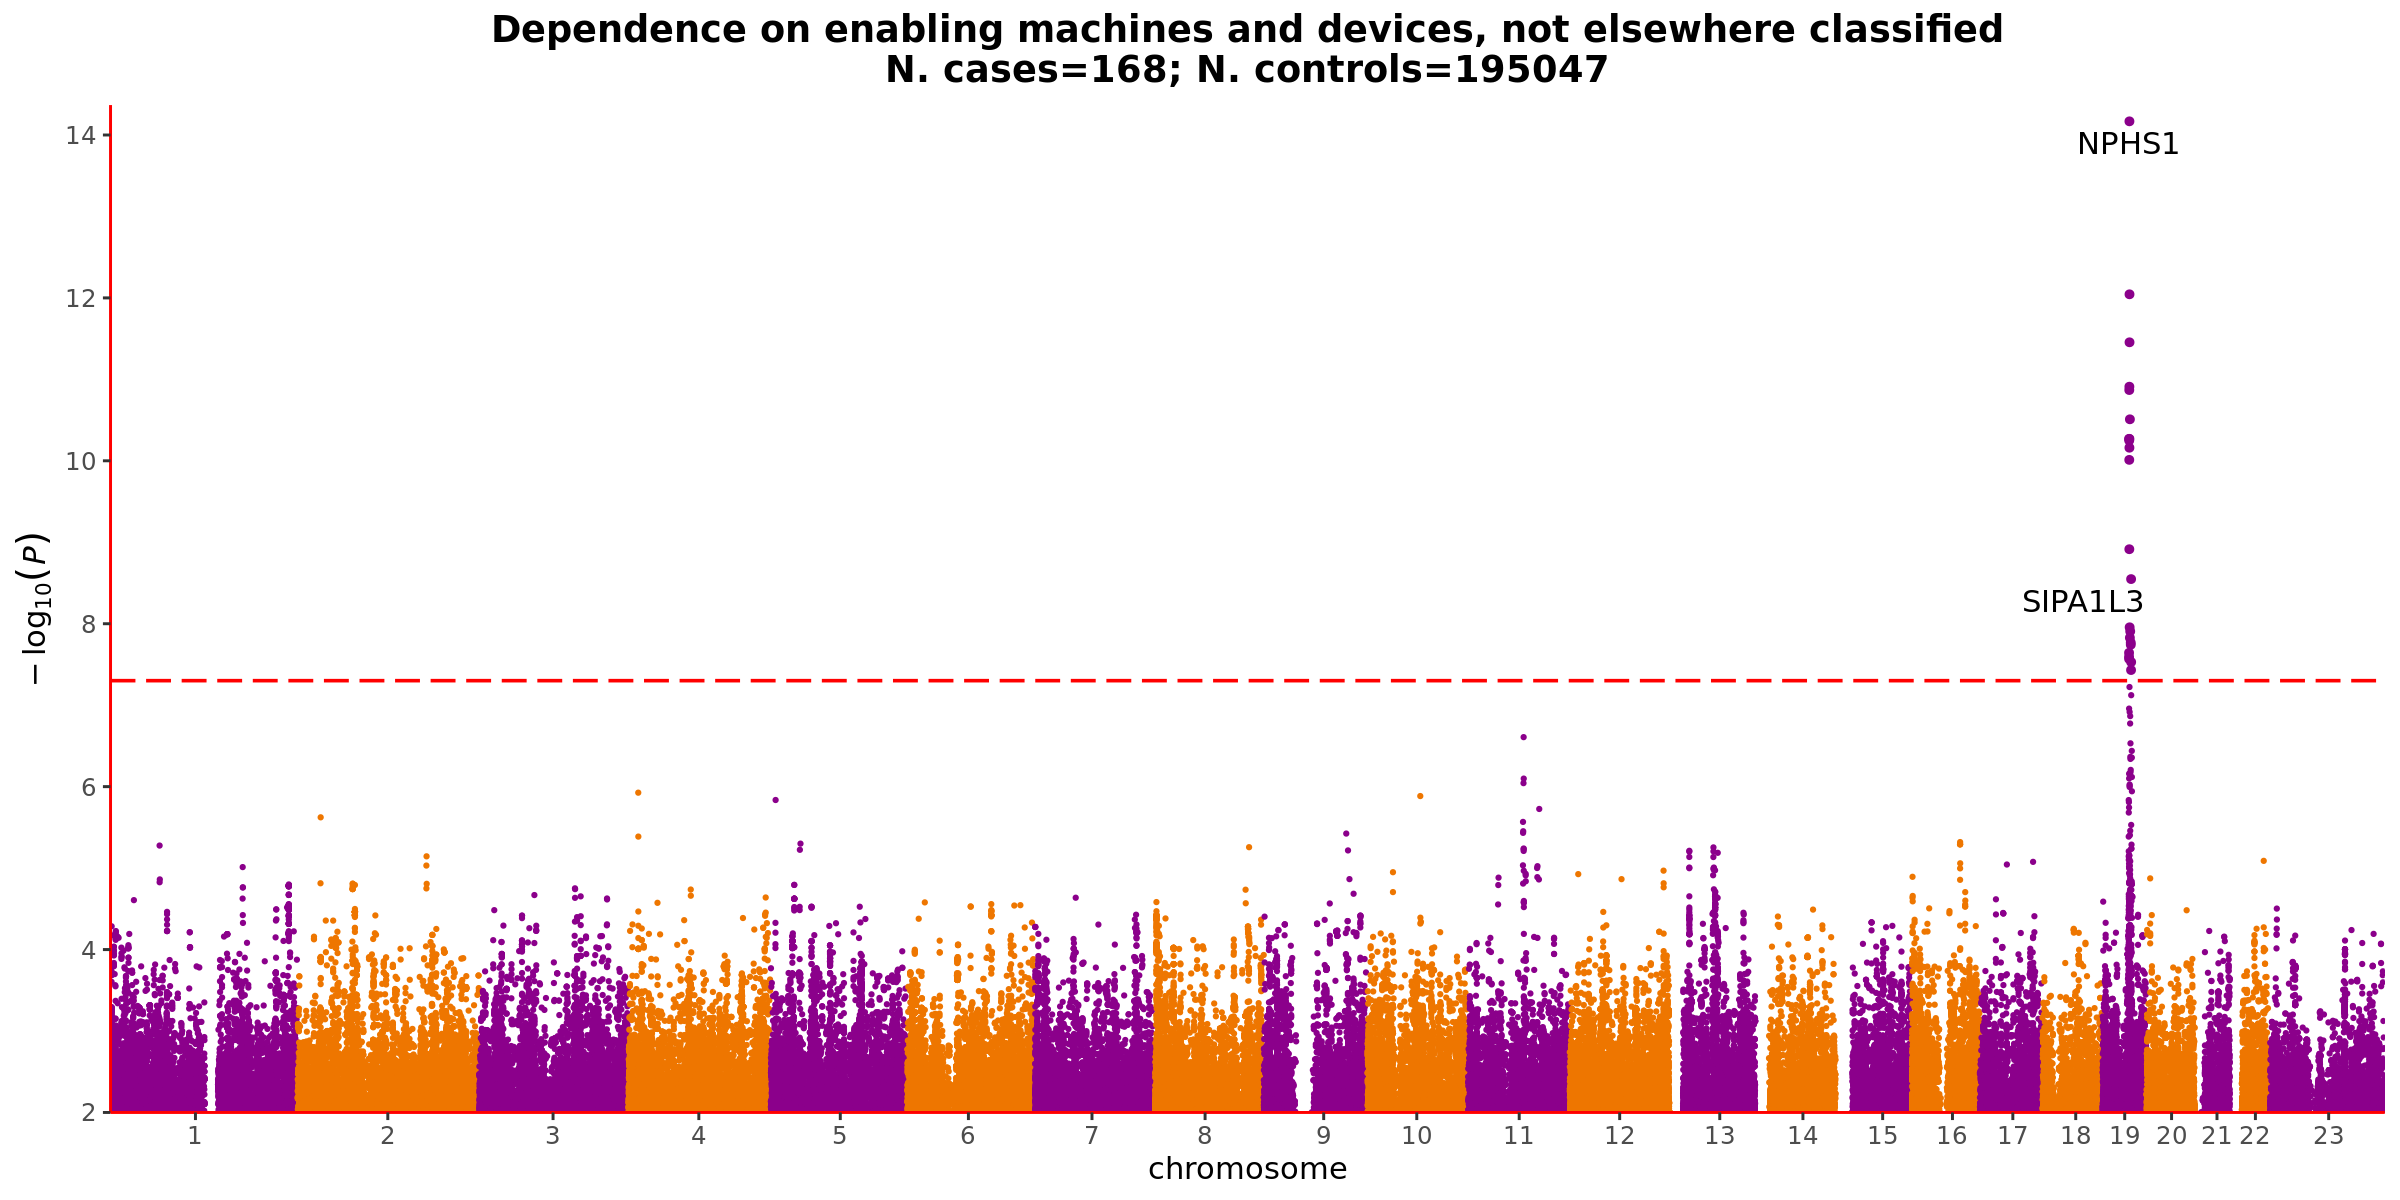 Dependence on enabling machines and devices, not elsewhere classified
N. cases=168; N. controls=195047
14
12
10
8
6
4
2
−log10(P)
NPHS1
SIPA1L3
1 2 3 4 5 6 7 8 9 10 11 12 13 14 15 16 17 18 19 20 21 22 23
chromosome